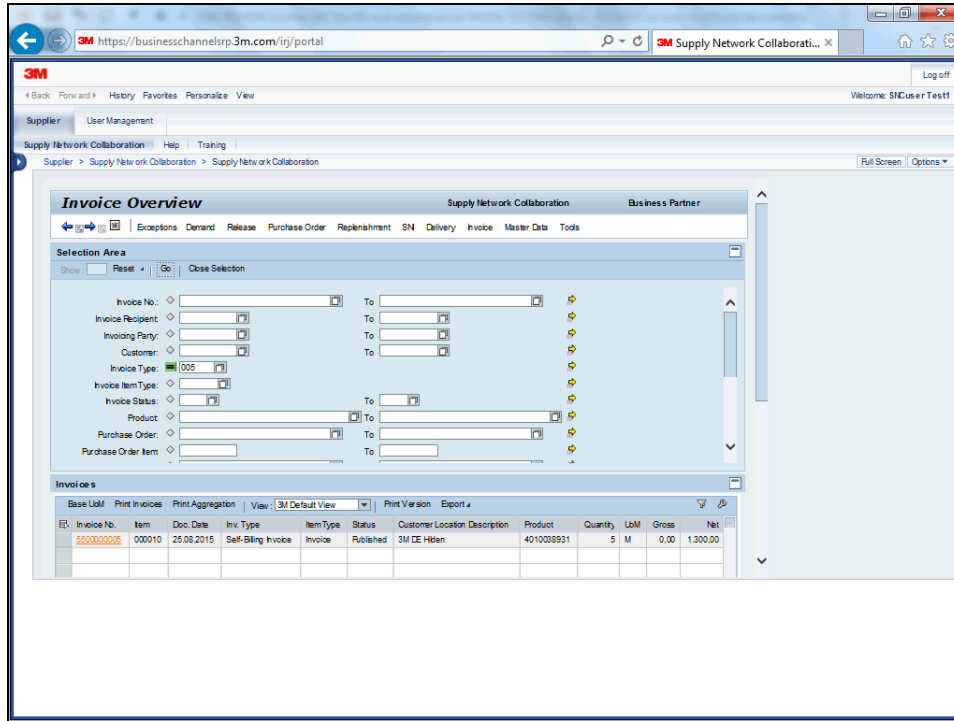 3M https://businesschannelsrp.3m.com/irj/portal
3M Supply Network Collaborati...
3M
Log off
Back Forward History Favorites Personalize View
Welcome: SNCuser Test1
Supplier User Management
Supply Network Collaboration Help Training
Supplier > Supply Network Collaboration > Supply Network Collaboration
Full Screen Options
Invoice Overview
Supply Network Collaboration Business Partner
Exceptions Demand Release Purchase Order Replenishment SN Delivery Invoice Master Data Tools
Selection Area
Show: Reset Go Close Selection
Invoice No.: To
Invoice Recipient: To
Invoicing Party: To
Customer: To
Invoice Type: 005
Invoice Item Type:
Invoice Status: To
Product: To
Purchase Order: To
Purchase Order Item: To
Invoices
Base UoM Print Invoices Print Aggregation View: 3M Default View Print Version Export
Invoice No. Item Doc. Date Inv. Type Item Type Status Customer Location Description Product Quantity UoM Gross Net
5500000005 000010 25.08.2015 Self-Billing Invoice Invoice Published 3M DE Hilden 4010038931 5 M 0,00 1.300,00